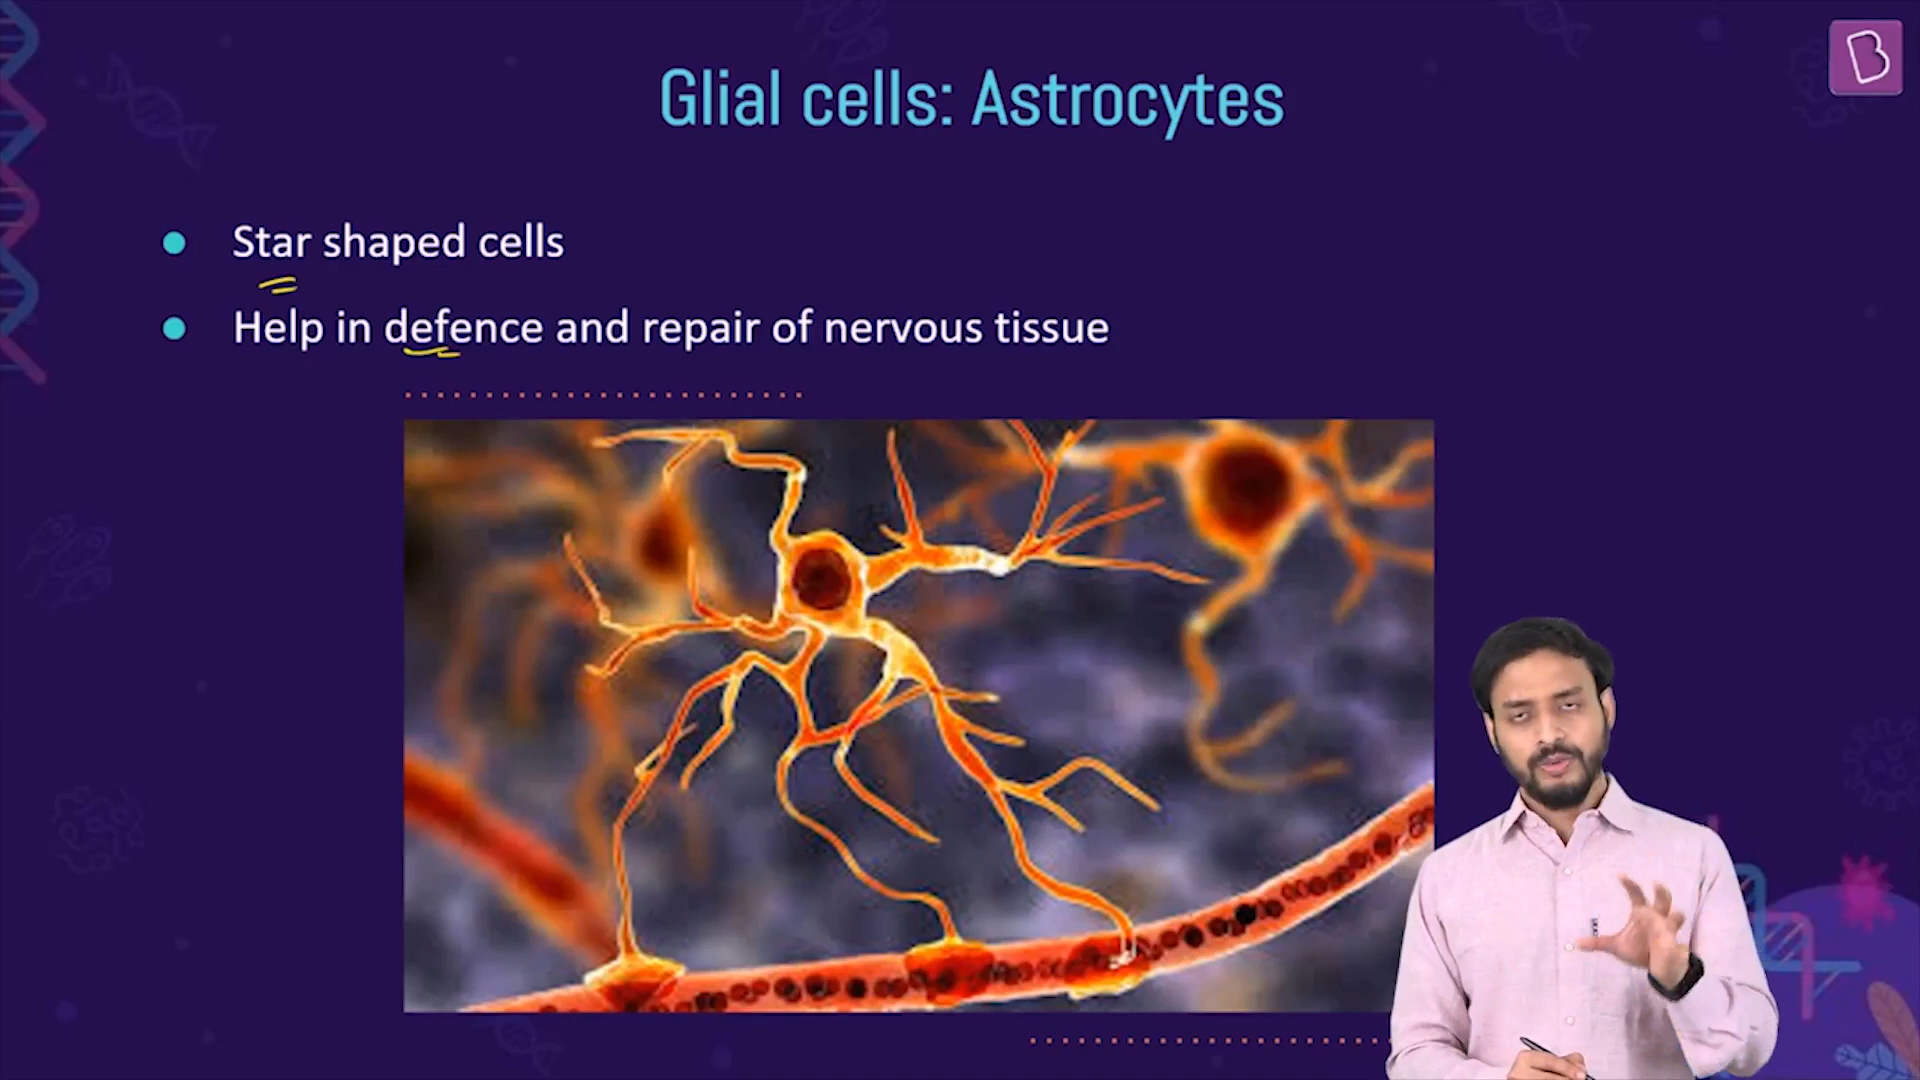 Glial cells: Astrocytes
Star shaped cells
Help in defence and repair of nervous tissue
B